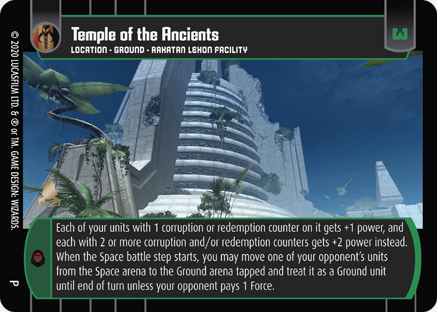 Temple of the Ancients
LOCATION - GROUND - RAKATAN LEHON FACILITY
© 2020 LUCASFILM LTD. & ® or TM. GAME DESIGN: WIZARDS.
Each of your units with 1 corruption or redemption counter on it gets +1 power, and
each with 2 or more corruption and/or redemption counters gets +2 power instead.
When the Space battle step starts, you may move one of your opponent's units
from the Space arena to the Ground arena tapped and treat it as a Ground unit
until end of turn unless your opponent pays 1 Force.
P